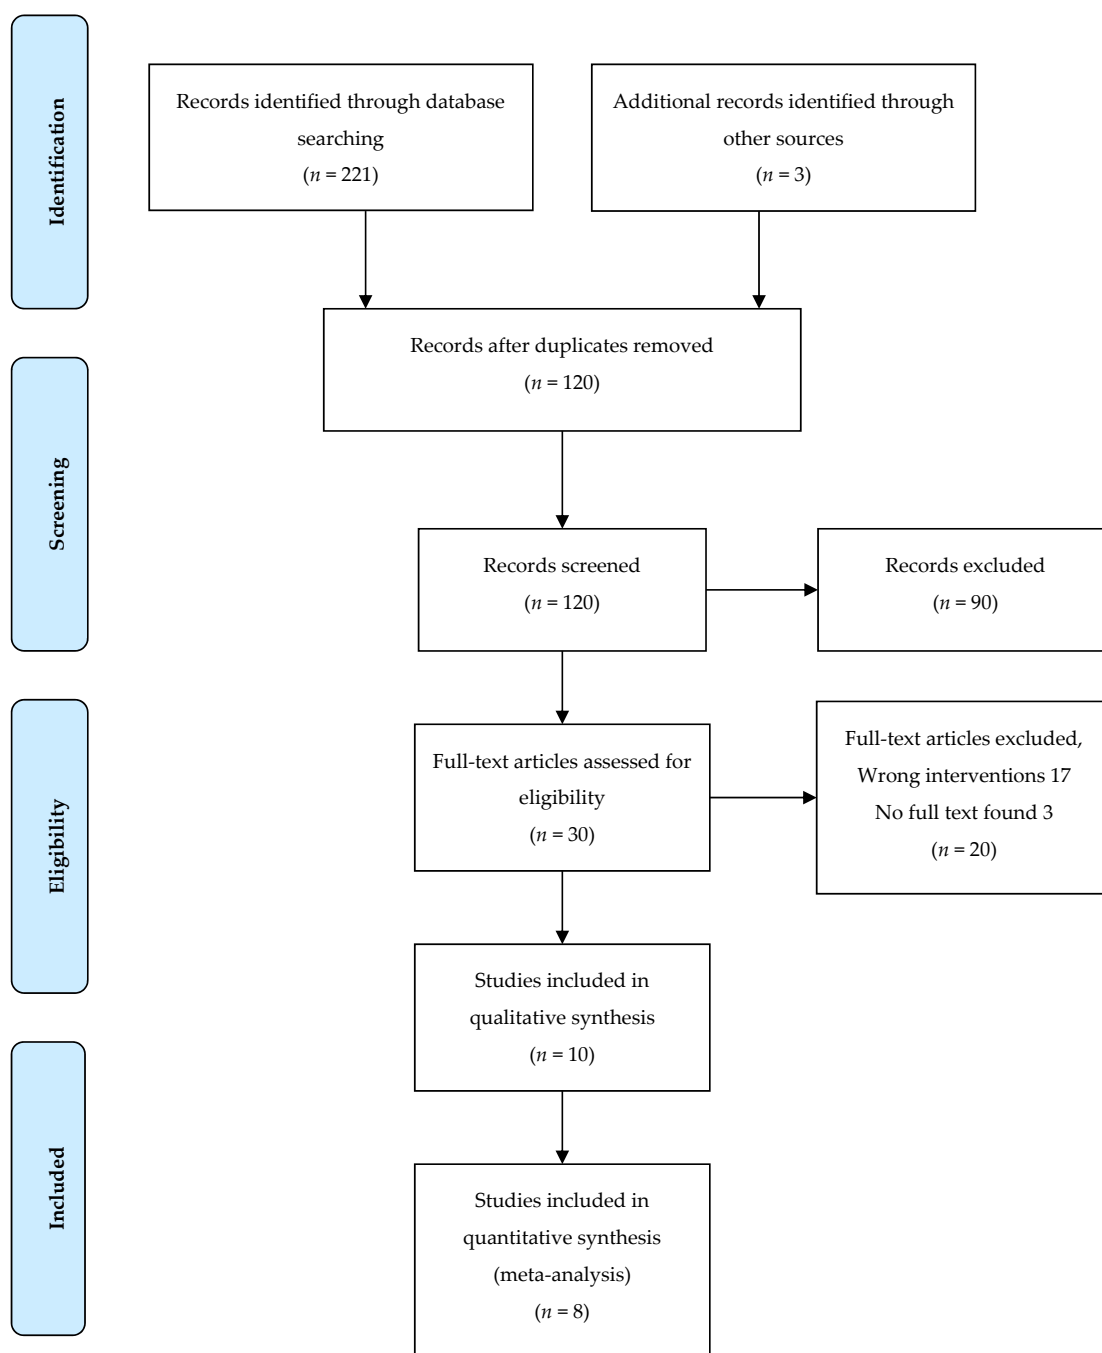 Identification
Records identified through database
searching
(n = 221)
Additional records identified through
other sources
(n = 3)
Records after duplicates removed
(n = 120)
Screening
Records screened
(n = 120)
Records excluded
(n = 90)
Eligibility
Full-text articles assessed for
eligibility
(n = 30)
Full-text articles excluded,
Wrong interventions 17
No full text found 3
(n = 20)
Studies included in
qualitative synthesis
(n = 10)
Included
Studies included in
quantitative synthesis
(meta-analysis)
(n = 8)